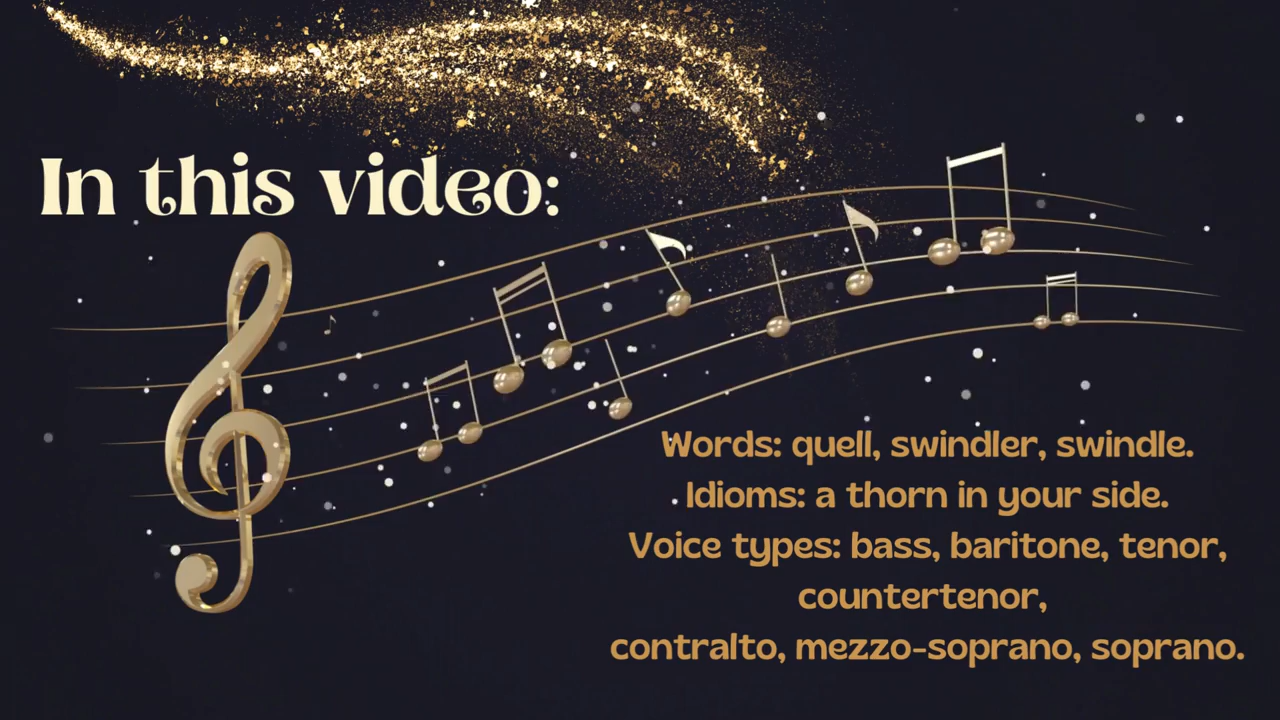 In this video:
Words: quell, swindler, swindle.
Idioms: a thorn in your side.
Voice types: bass, baritone, tenor,
countertenor,
contralto, mezzo-soprano, soprano.